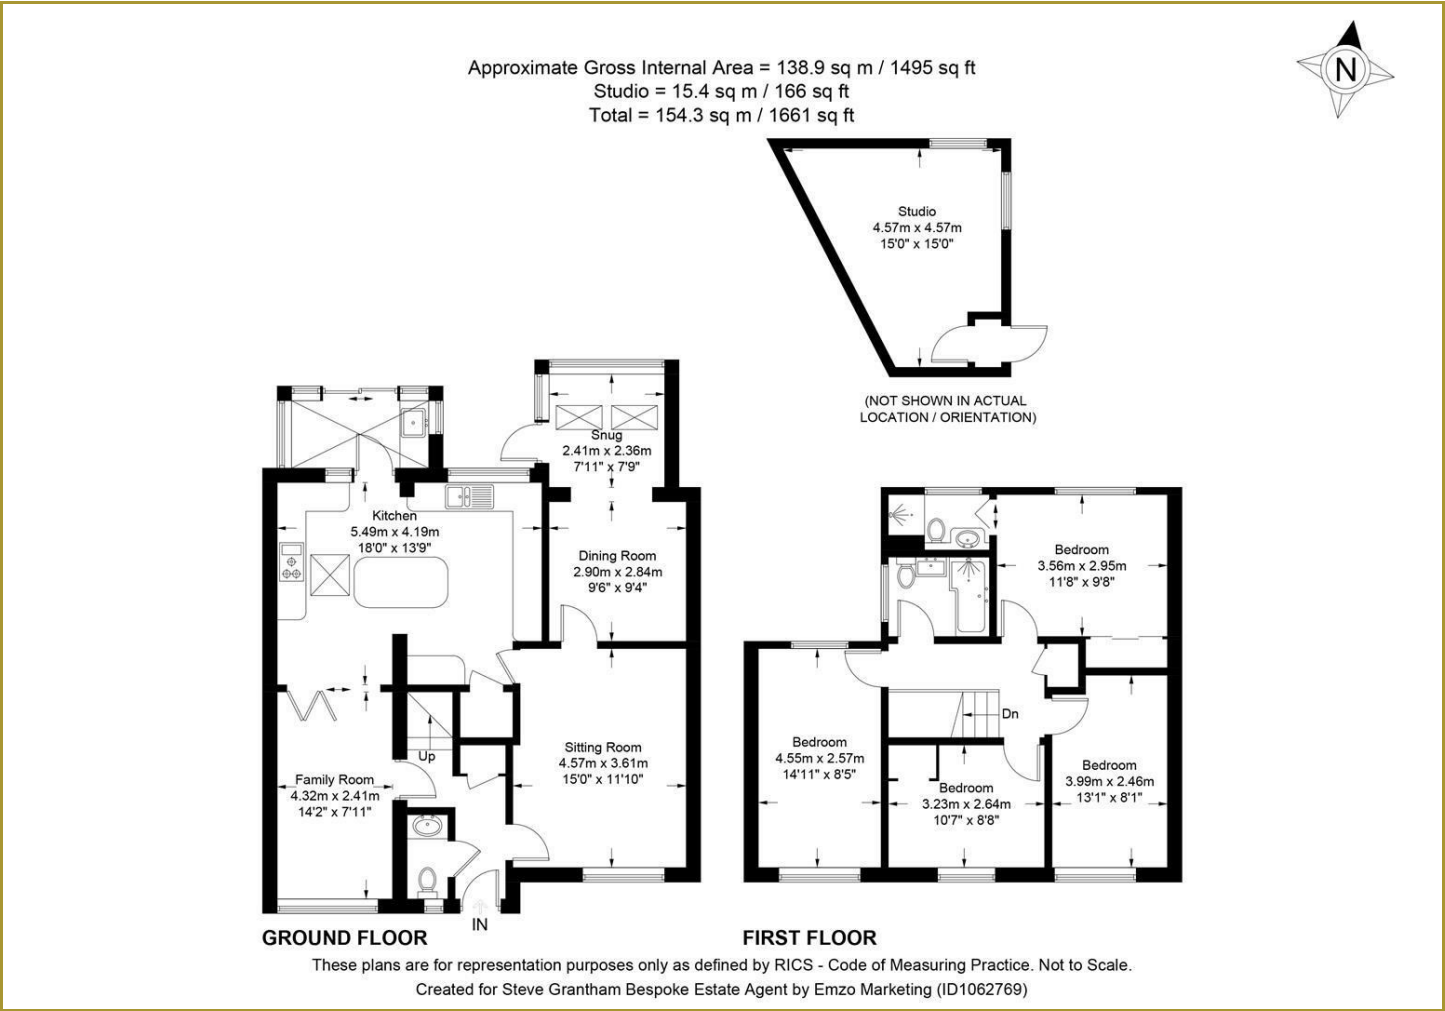 Approximate Gross Internal Area = 138.9 sq m / 1495 sq ft
Studio = 15.4 sq m / 166 sq ft
Total = 154.3 sq m / 1661 sq ft
N
Studio
4.57m x 4.57m
15'0" x 15'0"
(NOT SHOWN IN ACTUAL
LOCATION / ORIENTATION)
Snug
2.41m x 2.36m
7'11" x 7'9"
Kitchen
5.49m x 4.19m
18'0" x 13'9"
Dining Room
2.90m x 2.84m
9'6" x 9'4"
Sitting Room
4.57m x 3.61m
15'0" x 11'10"
Up
Family Room
4.32m x 2.41m
14'2" x 7'11"
IN
GROUND FLOOR
Bedroom
3.56m x 2.95m
11'8" x 9'8"
Dn
Bedroom
4.55m x 2.57m
14'11" x 8'5"
Bedroom
3.23m x 2.64m
10'7" x 8'8"
Bedroom
3.99m x 2.46m
13'1" x 8'1"
FIRST FLOOR
These plans are for representation purposes only as defined by RICS - Code of Measuring Practice. Not to Scale.
Created for Steve Grantham Bespoke Estate Agent by Emzo Marketing (ID1062769)